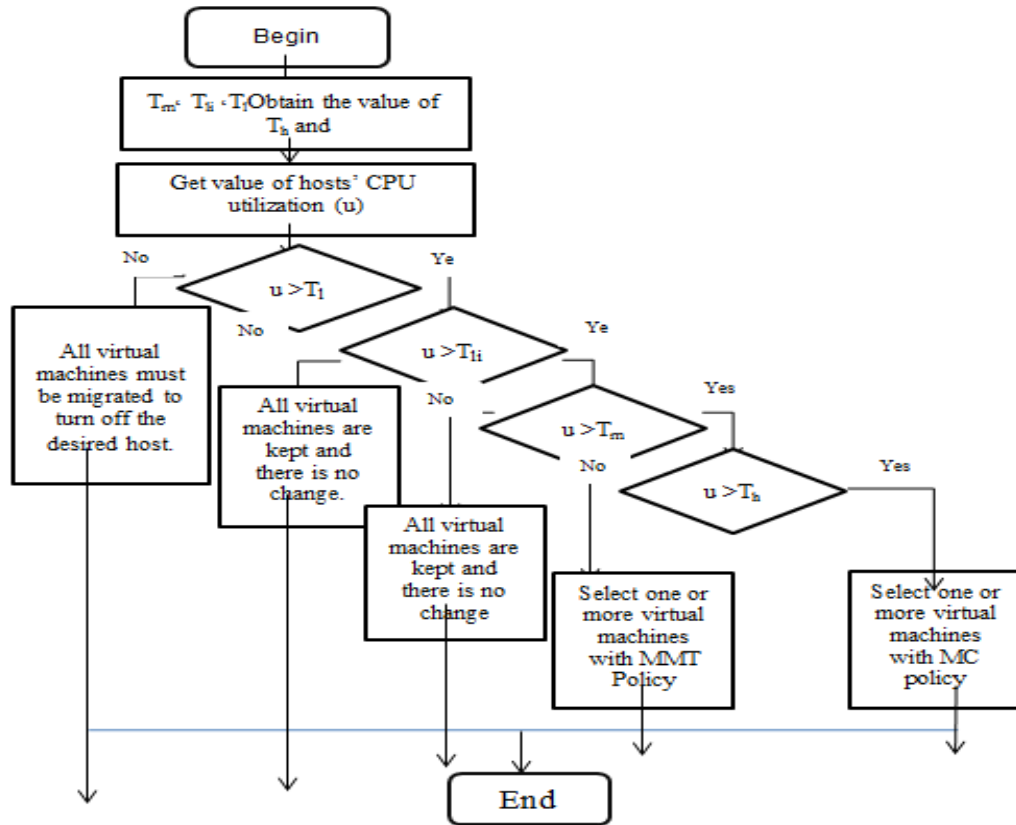 Begin
Tm، Tli ،TlObtain the value of
Th and
Get value of hosts’ CPU
utilization (u)
No
Ye
u >Tl
No
Ye
u >Tli
All virtual
machines must
be migrated to
turn off the
desired host.
All virtual
machines are
kept and
there is no
change.
No
Yes
u >Tm
No
Yes
u >Th
All virtual
machines are
kept and
there is no
change
Select one or
more virtual
machines
with MMT
Policy
Select one or
more virtual
machines
with MC
policy
End